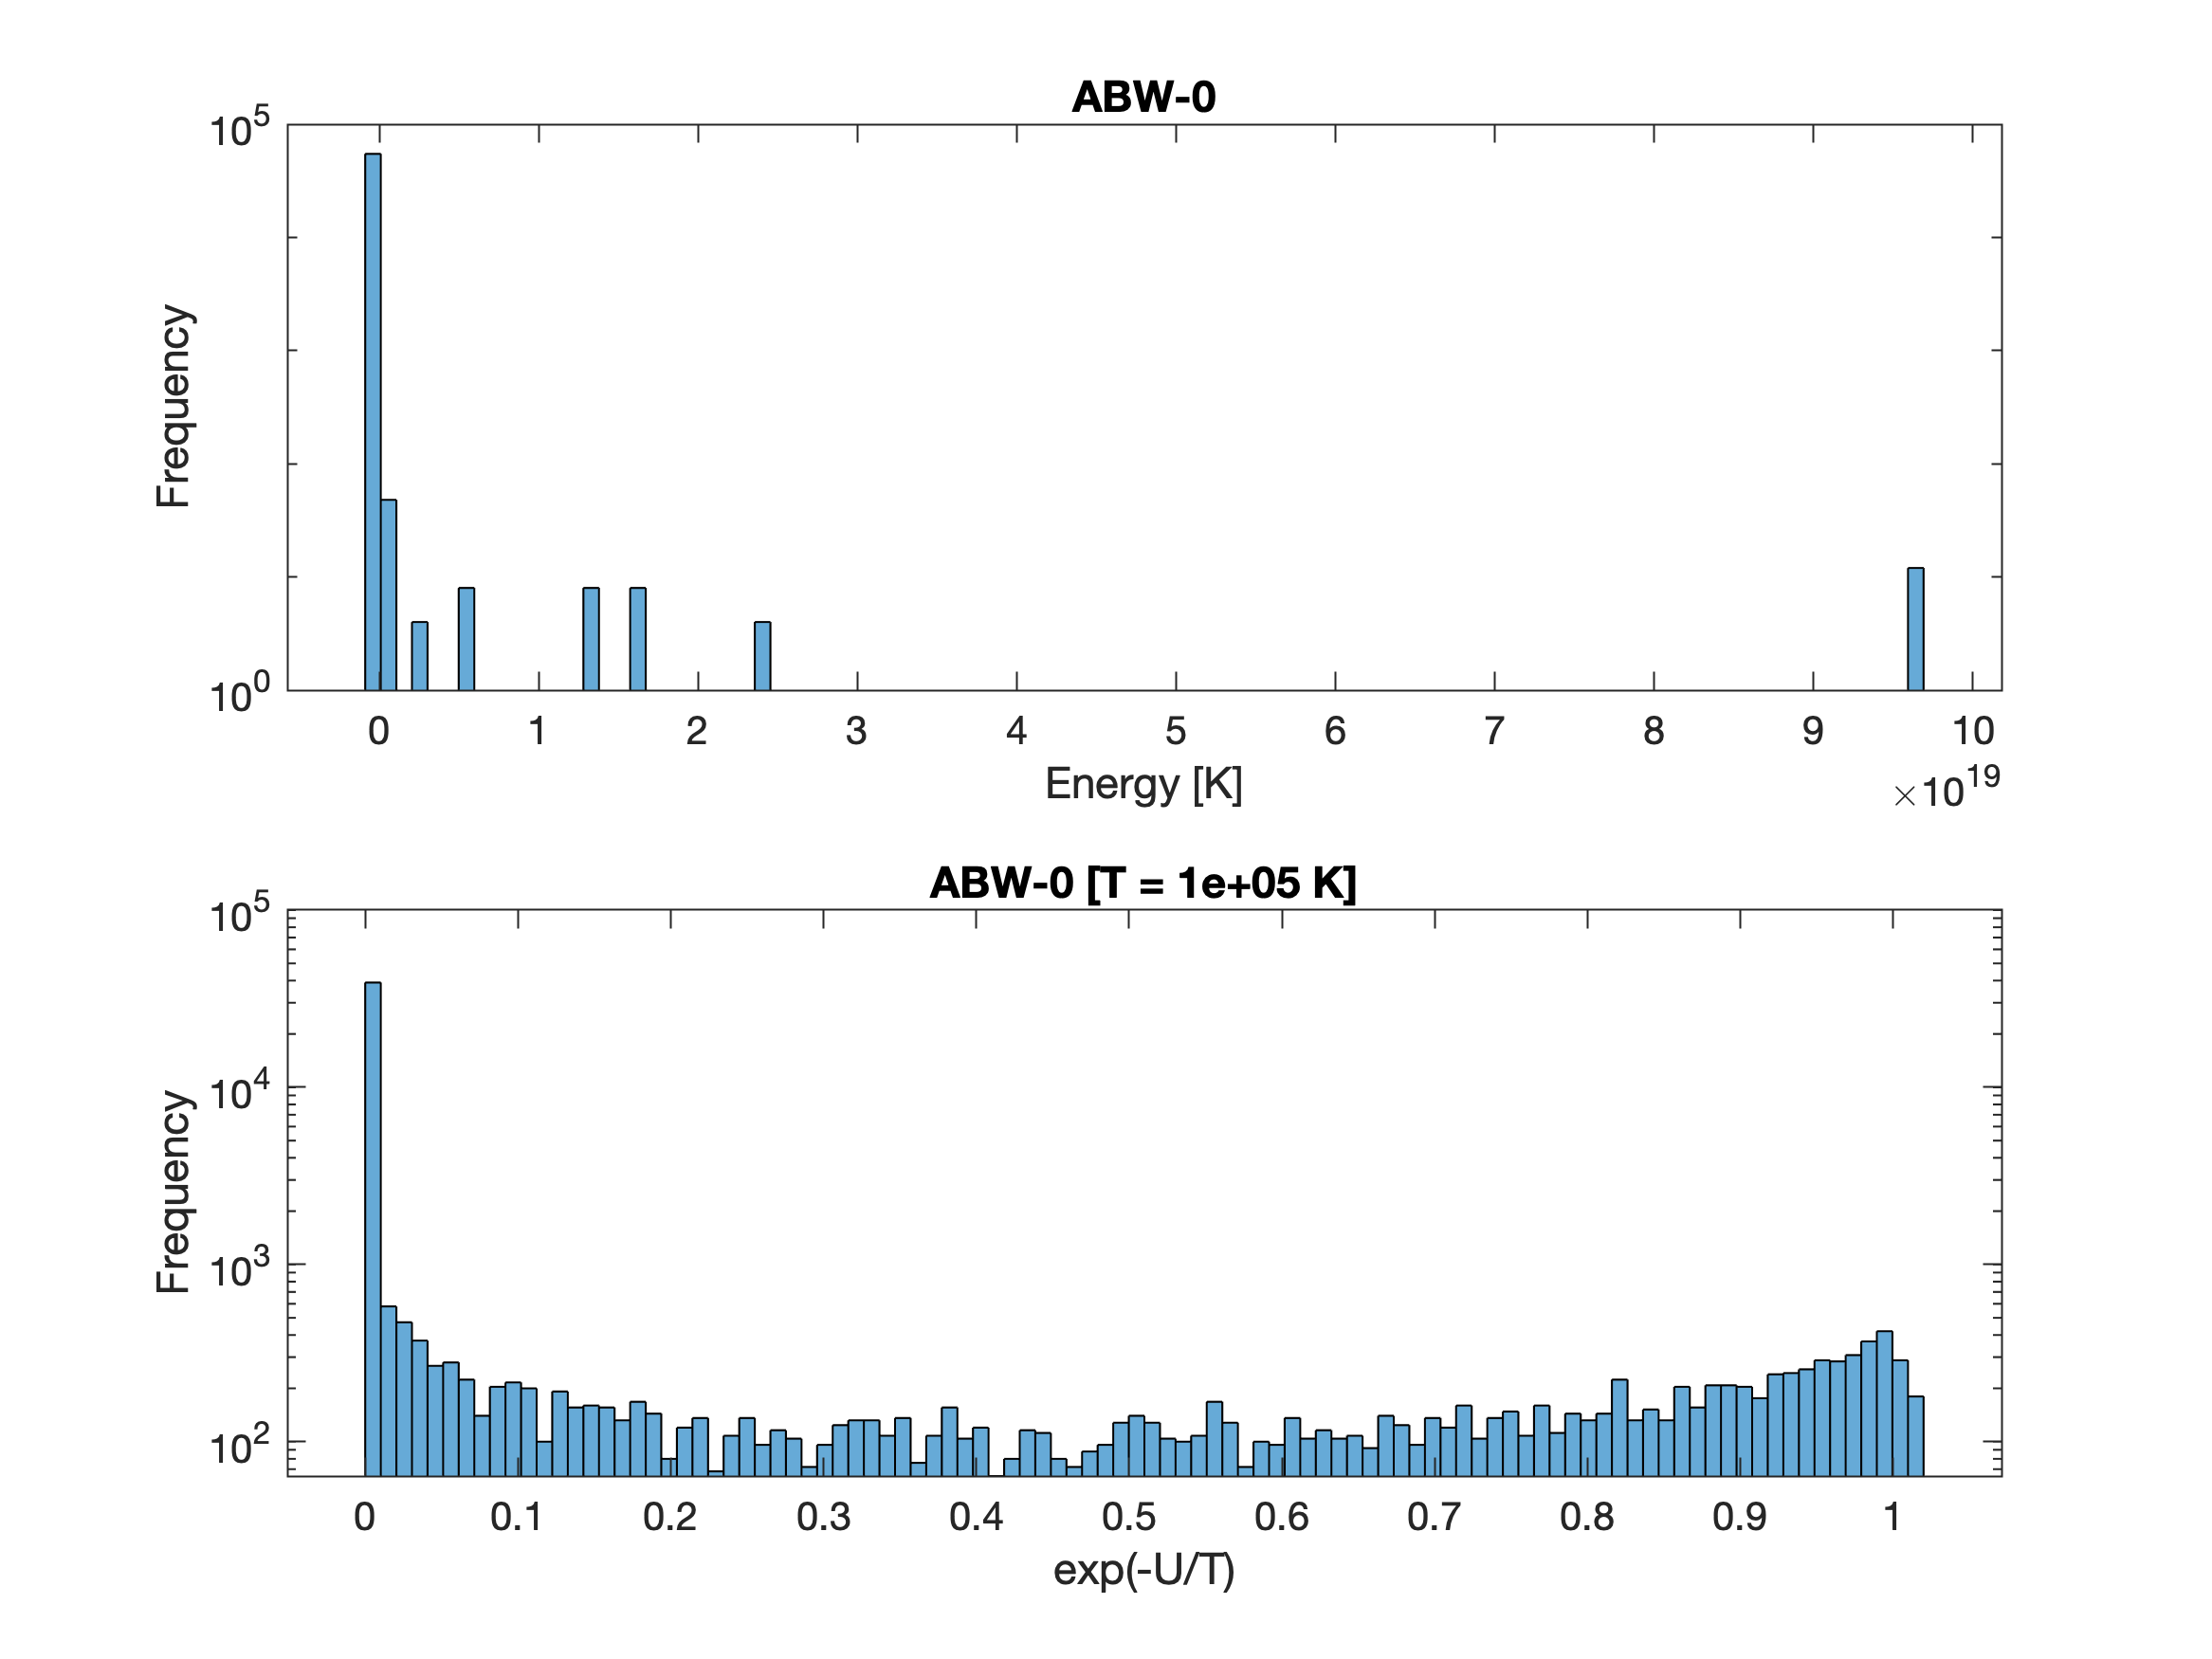 ABW-0
10^5
Frequency
10^0
0 1 2 3 4 5 6 7 8 9 10
Energy [K]
×10^19
ABW-0 [T = 1e+05 K]
10^5
10^4
Frequency
10^3
10^2
0 0.1 0.2 0.3 0.4 0.5 0.6 0.7 0.8 0.9 1
exp(-U/T)